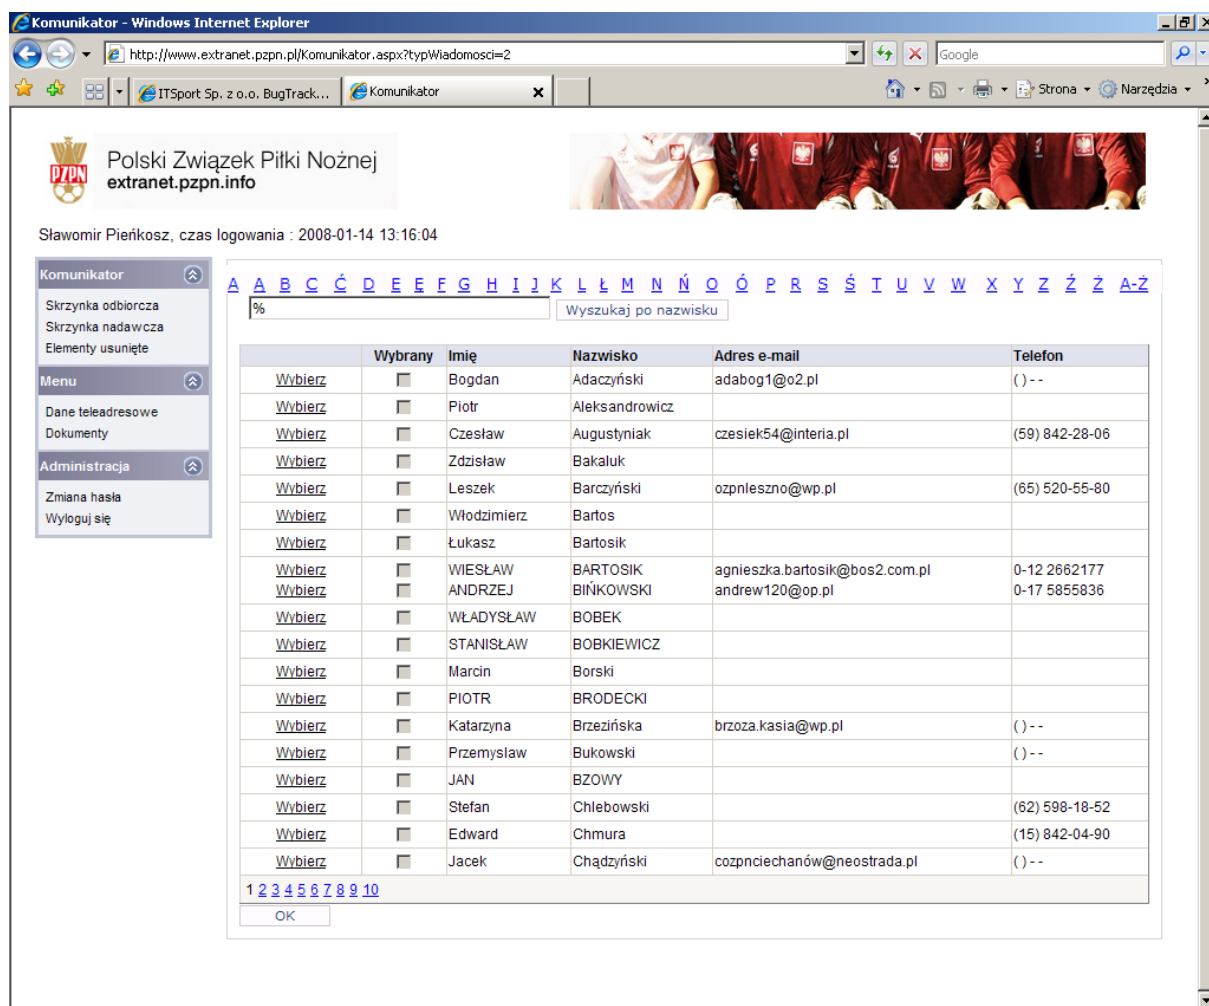 Komunikator - Windows Internet Explorer
http://www.extranet.pzpn.pl/Komunikator.aspx?typWiadomosci=2
Google
ITSport Sp. z o.o. BugTrack...
Komunikator
Strona
Narzędzia
PZPN
Polski Związek Piłki Nożnej
extranet.pzpn.info
Sławomir Pieńkosz, czas logowania : 2008-01-14 13:16:04
Komunikator
Skrzynka odbiorcza
Skrzynka nadawcza
Elementy usunięte
Menu
Dane teleadresowe
Dokumenty
Administracja
Zmiana hasła
Wyloguj się
A Ą B C Ć D E Ę F G H I J K L Ł M N Ń O Ó P R S Ś T U V W X Y Z Ź Ż A-Ż
% Wyszukaj po nazwisku
Wybrany Imię Nazwisko Adres e-mail Telefon
Wybierz Bogdan Adaczyński adabog1@o2.pl ( ) - -
Wybierz Piotr Aleksandrowicz
Wybierz Czesław Augustyniak czesiek54@interia.pl (59) 842-28-06
Wybierz Zdzisław Bakaluk
Wybierz Leszek Barczyński ozpnleszno@wp.pl (65) 520-55-80
Wybierz Włodzimierz Bartos
Wybierz Łukasz Bartosik
Wybierz WIESŁAW BARTOSIK agnieszka.bartosik@bos2.com.pl 0-12 2662177
Wybierz ANDRZEJ BIŃKOWSKI andrew120@op.pl 0-17 5855836
Wybierz WŁADYSŁAW BOBEK
Wybierz STANISŁAW BOBKIEWICZ
Wybierz Marcin Borski
Wybierz PIOTR BRODECKI
Wybierz Katarzyna Brzezińska brzoza.kasia@wp.pl ( ) - -
Wybierz Przemyslaw Bukowski ( ) - -
Wybierz JAN BZOWY
Wybierz Stefan Chlebowski (62) 598-18-52
Wybierz Edward Chmura (15) 842-04-90
Wybierz Jacek Chądzyński cozpnciechanów@neostrada.pl ( ) - -
1 2 3 4 5 6 7 8 9 10
OK